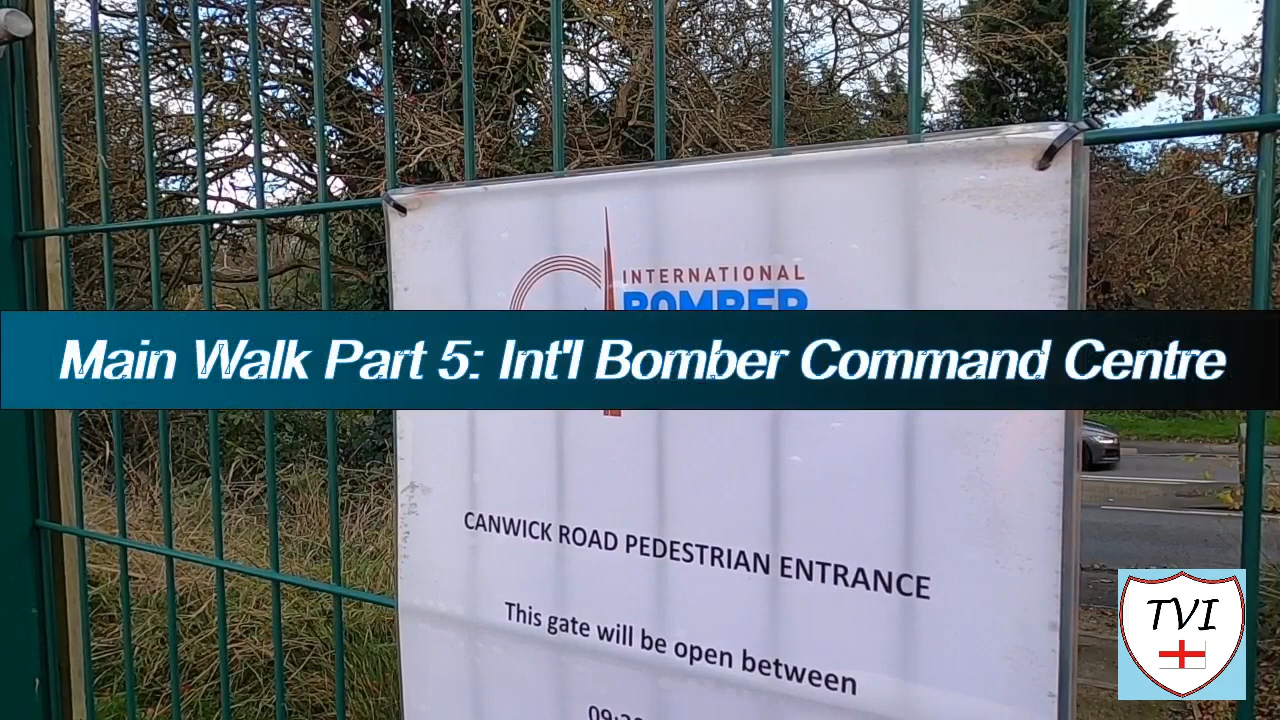 INTERNATIONAL
BOMBER
Main Walk Part 5: Int'l Bomber Command Centre
CANWICK ROAD PEDESTRIAN ENTRANCE
This gate will be open between
TVI